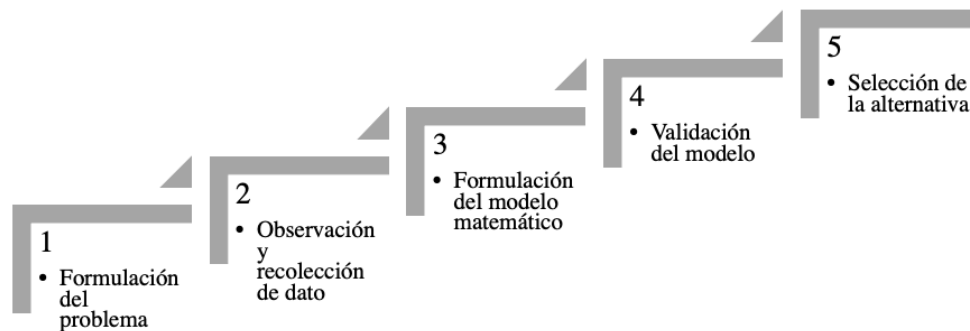 1
• Formulación
del
problema
2
• Observación
y
recolección
de dato
3
• Formulación
del modelo
matemático
4
• Validación
del modelo
5
• Selección de
la alternativa